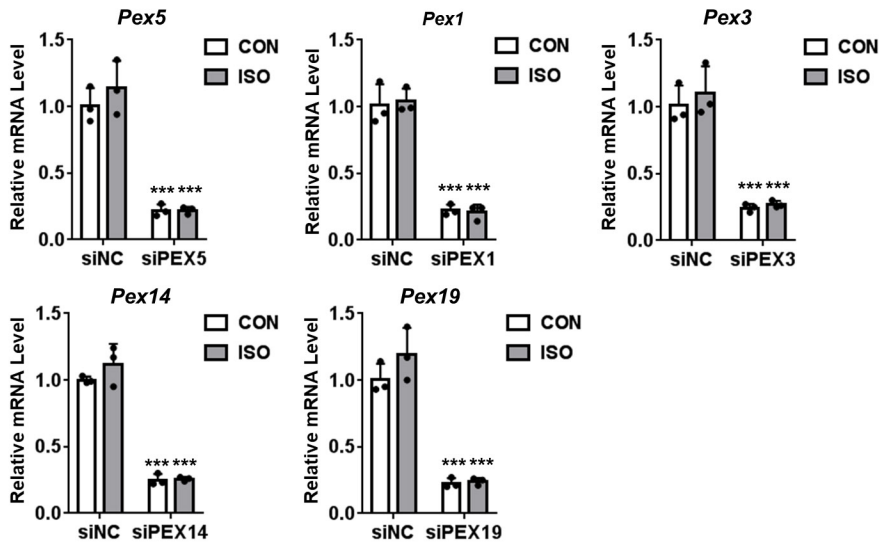 Pex5
Relative mRNA Level
1.5
1.0
0.5
0.0
*** ***
siNC siPEX5
CON
ISO
Pex1
Relative mRNA Level
1.5
1.0
0.5
0.0
*** ***
siNC siPEX1
CON
ISO
Pex3
Relative mRNA Level
1.5
1.0
0.5
0.0
*** ***
siNC siPEX3
CON
ISO
Pex14
Relative mRNA Level
1.5
1.0
0.5
0.0
*** ***
siNC siPEX14
CON
ISO
Pex19
Relative mRNA Level
1.5
1.0
0.5
0.0
*** ***
siNC siPEX19
CON
ISO